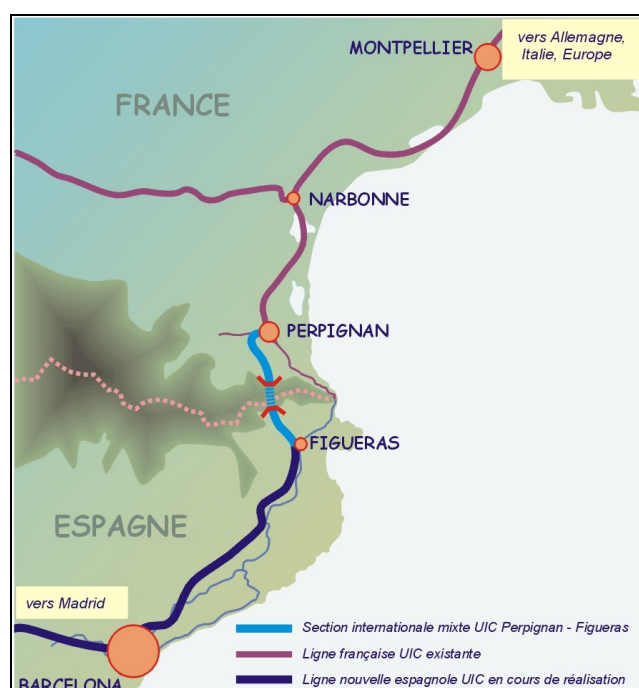 vers Allemagne,
Italie, Europe
MONTPELLIER
FRANCE
NARBONNE
PERPIGNAN
FIGUERAS
ESPAGNE
vers Madrid
BARCELONA
Section internationale mixte UIC Perpignan - Figueras
Ligne française UIC existante
Ligne nouvelle espagnole UIC en cours de réalisation